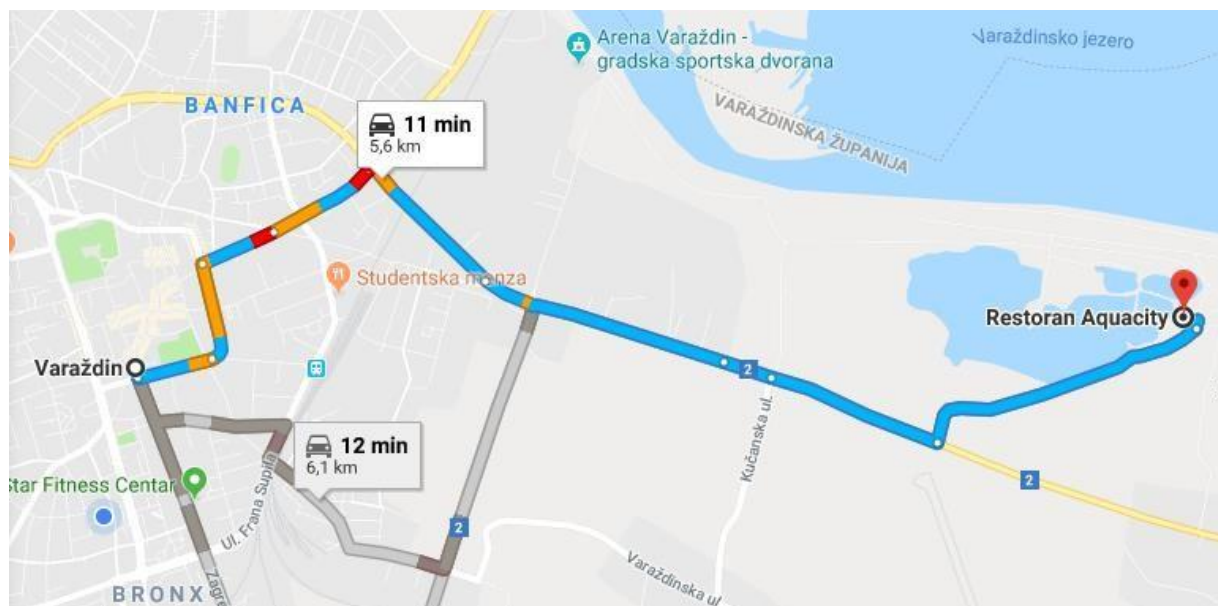 Arena Varaždin -
gradska sportska dvorana
Varaždinsko jezero
BANFICA
VARAŽDINSKA ŽUPANIJA
11 min
5,6 km
Studentska menza
Restoran Aquacity
Varaždin
2
Kučanska ul.
12 min
6,1 km
Star Fitness Centar
2
2
Ul. Frana Supila
Varaždinska ul
BRONX
Zagre